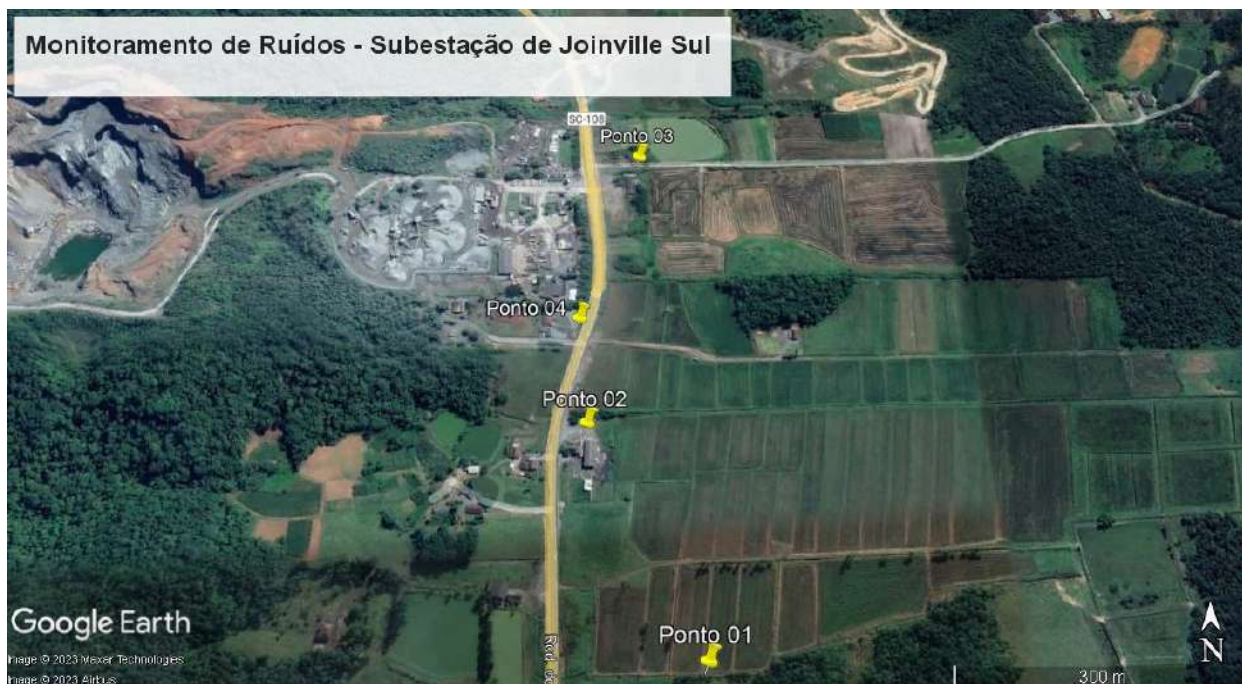 Monitoramento de Ruídos - Subestação de Joinville Sul
SC-108
Ponto 03
Ponto 04
Ponto 02
Ponto 01
Google Earth
Image © 2023 Maxar Technologies
Image © 2023 Airbus
N
300 m